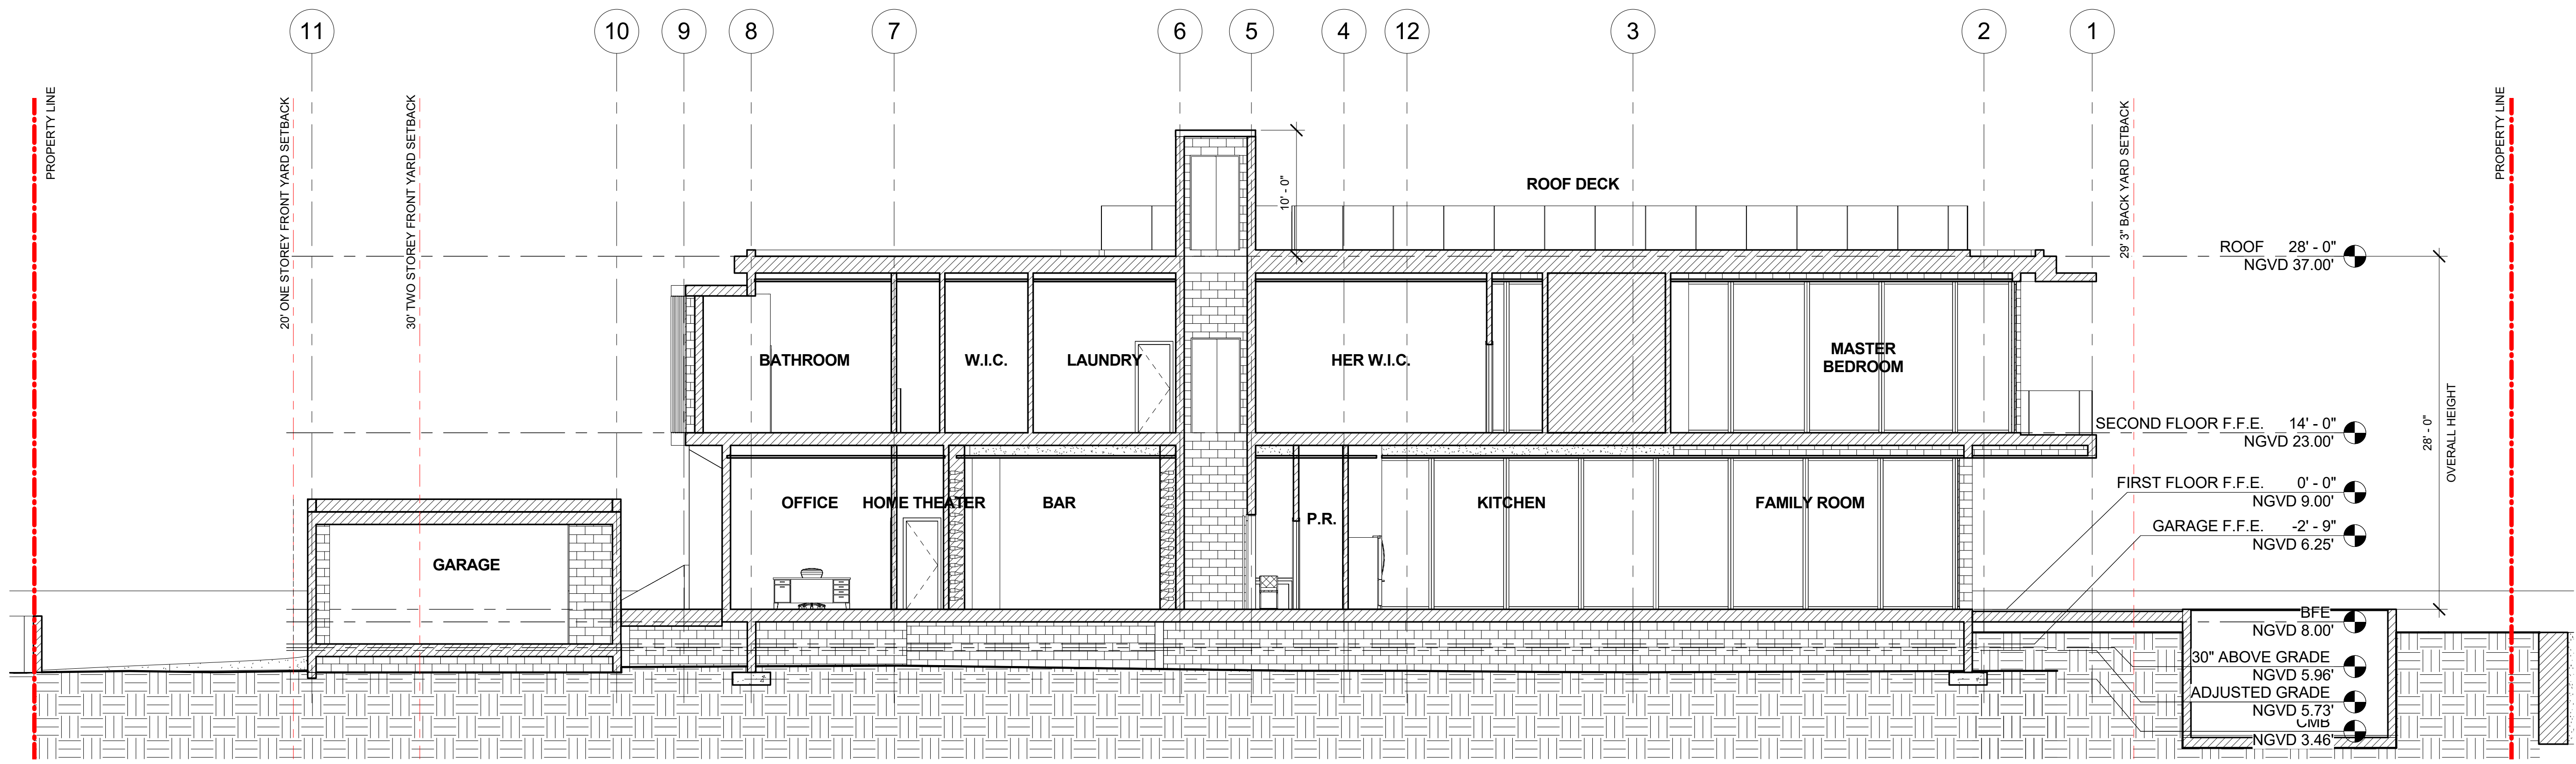 11
10
9
8
7
6
5
4
12
3
2
1
PROPERTY LINE
20' ONE STOREY FRONT YARD SETBACK
30' TWO STOREY FRONT YARD SETBACK
10' - 0"
ROOF DECK
29' 3" BACK YARD SETBACK
PROPERTY LINE
ROOF 28' - 0"
NGVD 37.00'
BATHROOM
W.I.C.
LAUNDRY
HER W.I.C.
MASTER
BEDROOM
SECOND FLOOR F.F.E. 14' - 0"
NGVD 23.00'
28' - 0"
OVERALL HEIGHT
FIRST FLOOR F.F.E. 0' - 0"
NGVD 9.00'
OFFICE
HOME THEATER
BAR
P.R.
KITCHEN
FAMILY ROOM
GARAGE F.F.E. -2' - 9"
NGVD 6.25'
GARAGE
BFE
NGVD 8.00'
30" ABOVE GRADE
NGVD 5.96'
ADJUSTED GRADE
NGVD 5.73'
CMB
NGVD 3.46'